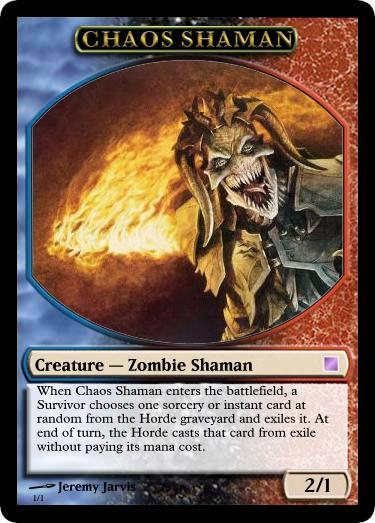 CHAOS SHAMAN
Creature — Zombie Shaman
When Chaos Shaman enters the battlefield, a
Survivor chooses one sorcery or instant card at
random from the Horde graveyard and exiles it. At
end of turn, the Horde casts that card from exile
without paying its mana cost.
2/1
Jeremy Jarvis
1/1